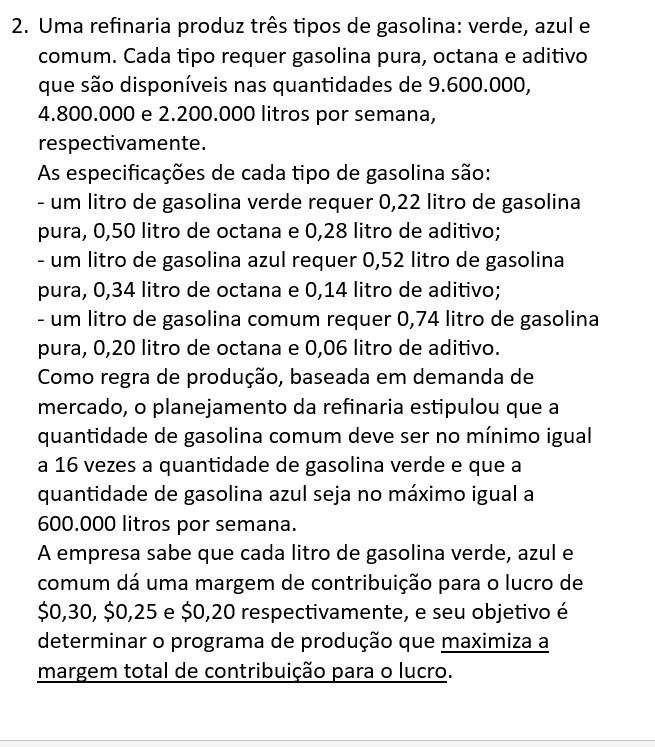 2. Uma refinaria produz três tipos de gasolina: verde, azul e
comum. Cada tipo requer gasolina pura, octana e aditivo
que são disponíveis nas quantidades de 9.600.000,
4.800.000 e 2.200.000 litros por semana,
respectivamente.
As especificações de cada tipo de gasolina são:
- um litro de gasolina verde requer 0,22 litro de gasolina
pura, 0,50 litro de octana e 0,28 litro de aditivo;
- um litro de gasolina azul requer 0,52 litro de gasolina
pura, 0,34 litro de octana e 0,14 litro de aditivo;
- um litro de gasolina comum requer 0,74 litro de gasolina
pura, 0,20 litro de octana e 0,06 litro de aditivo.
Como regra de produção, baseada em demanda de
mercado, o planejamento da refinaria estipulou que a
quantidade de gasolina comum deve ser no mínimo igual
a 16 vezes a quantidade de gasolina verde e que a
quantidade de gasolina azul seja no máximo igual a
600.000 litros por semana.
A empresa sabe que cada litro de gasolina verde, azul e
comum dá uma margem de contribuição para o lucro de
$0,30, $0,25 e $0,20 respectivamente, e seu objetivo é
determinar o programa de produção que maximiza a
margem total de contribuição para o lucro.